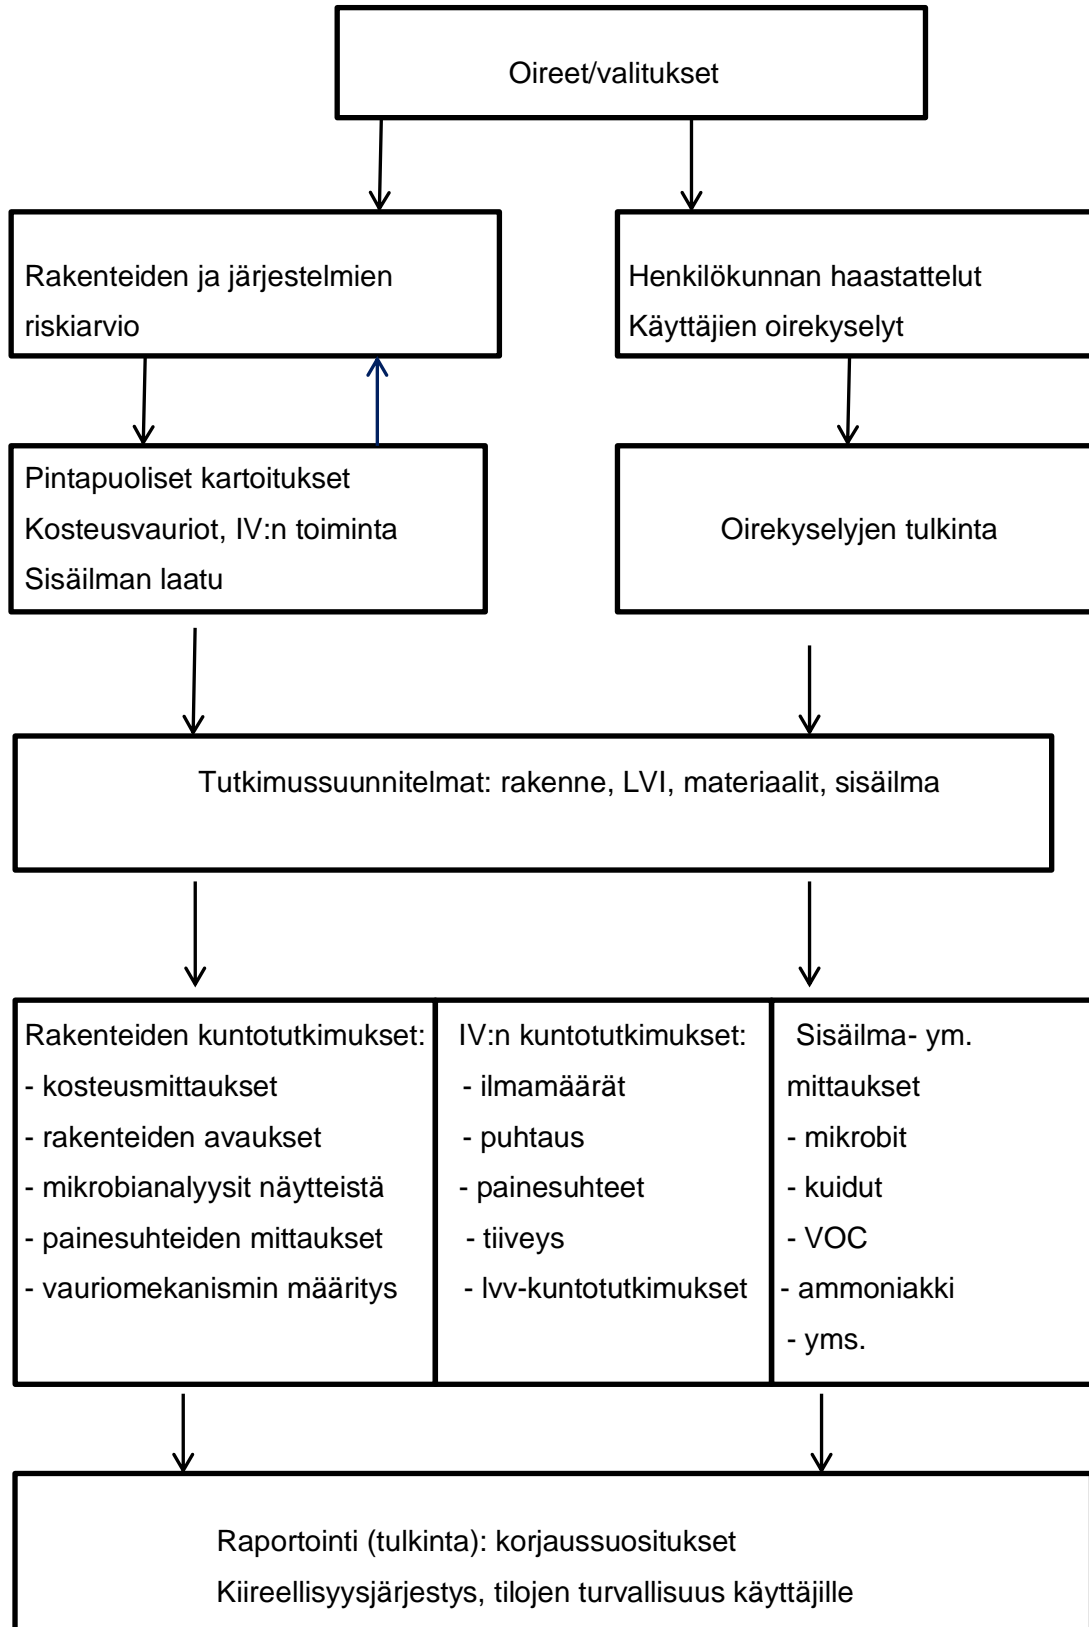 Oireet/valitukset
Rakenteiden ja järjestelmien
riskiarvio
Henkilökunnan haastattelut
Käyttäjien oirekyselyt
Pintapuoliset kartoitukset
Kosteusvauriot, IV:n toiminta
Sisäilman laatu
Oirekyselyjen tulkinta
Tutkimussuunnitelmat: rakenne, LVI, materiaalit, sisäilma
Rakenteiden kuntotutkimukset:
- kosteusmittaukset
- rakenteiden avaukset
- mikrobianalyysit näytteistä
- painesuhteiden mittaukset
- vauriomekanismin määritys
IV:n kuntotutkimukset:
- ilmamäärät
- puhtaus
- painesuhteet
- tiiveys
- lvv-kuntotutkimukset
Sisäilma- ym.
mittaukset
- mikrobit
- kuidut
- VOC
- ammoniakki
- yms.
Raportointi (tulkinta): korjaussuositukset
Kiireellisyysjärjestys, tilojen turvallisuus käyttäjille